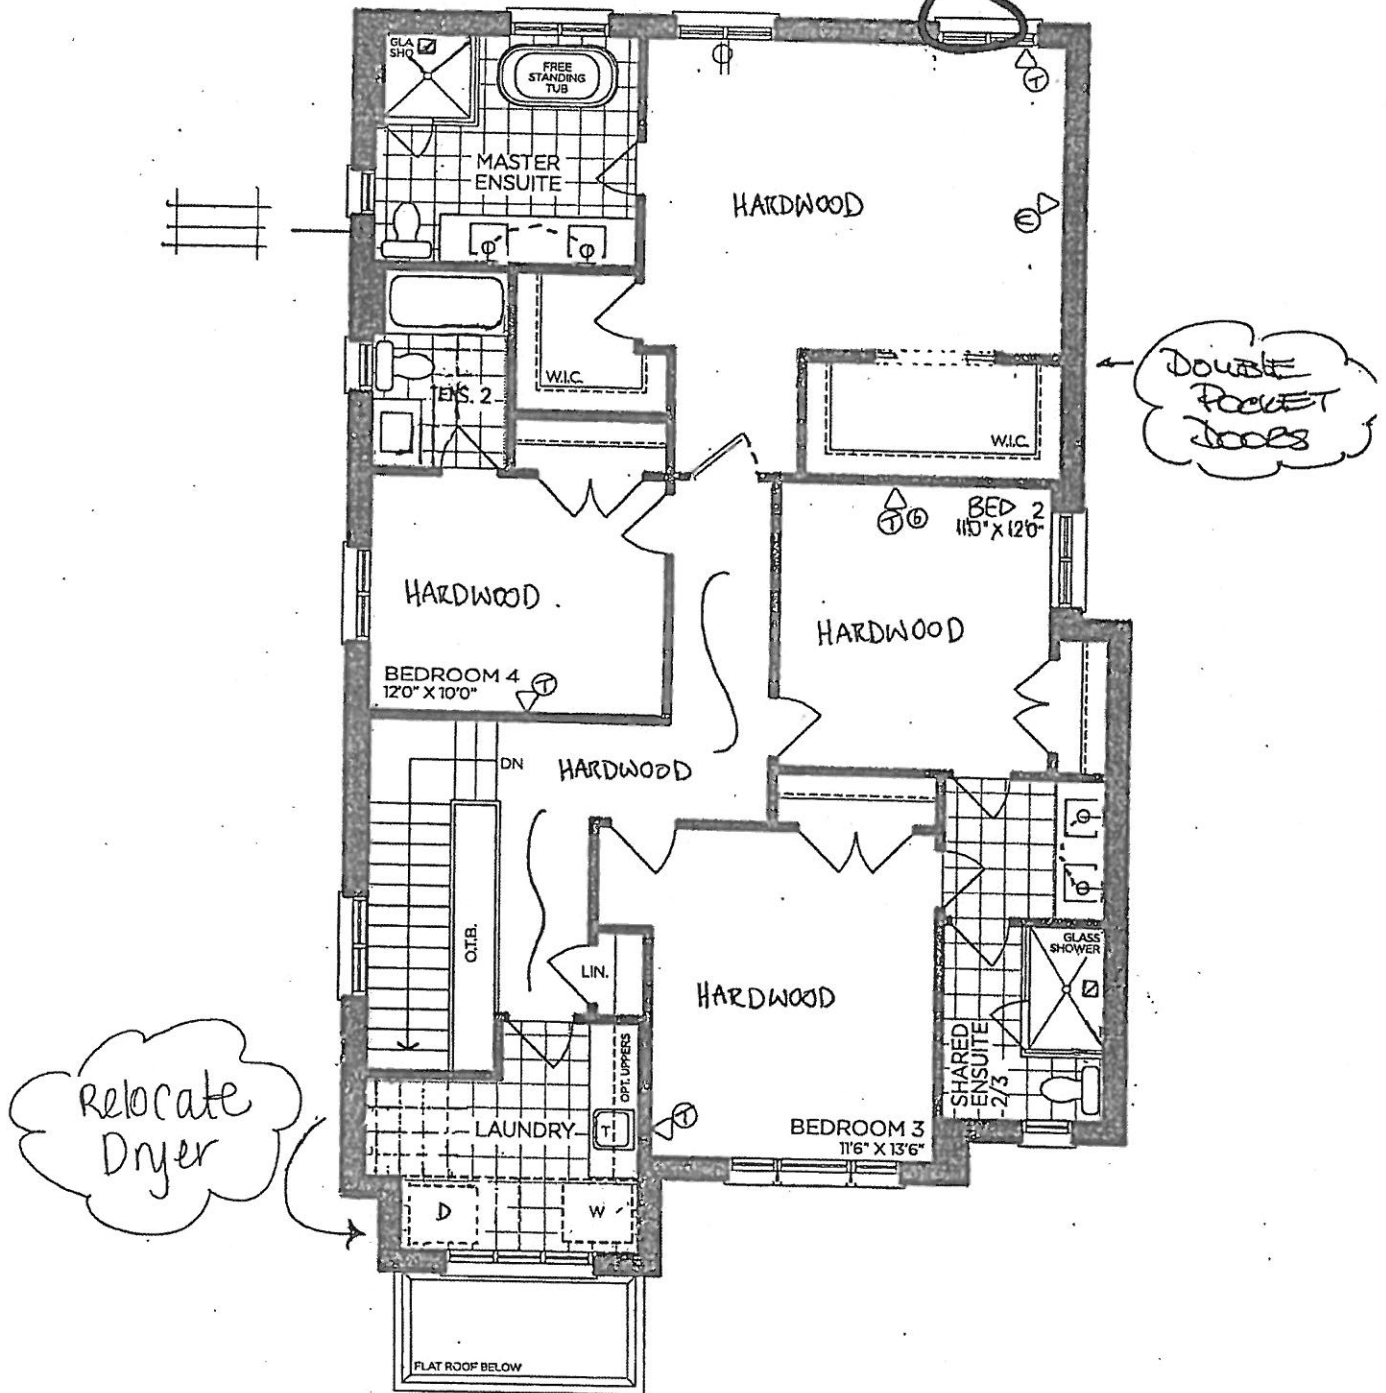 GLA
SHO
FREE
STANDING
TUB
T
MASTER
ENSUITE
HARDWOOD
DOUBLE
POCKET
DOORS
W.I.C.
ENS. 2
W.I.C.
T 6
BED 2
11'0" X 12'0"
HARDWOOD
HARDWOOD
BEDROOM 4
12'0" X 10'0"
T
DN
HARDWOOD
O.T.B.
LIN.
GLASS
SHOWER
HARDWOOD
SHARED
ENSUITE
2/3
OPT. UPPERS
Relocate
Dryer
LAUNDRY
T
T
BEDROOM 3
11'6" X 13'6"
D
W
FLAT ROOF BELOW